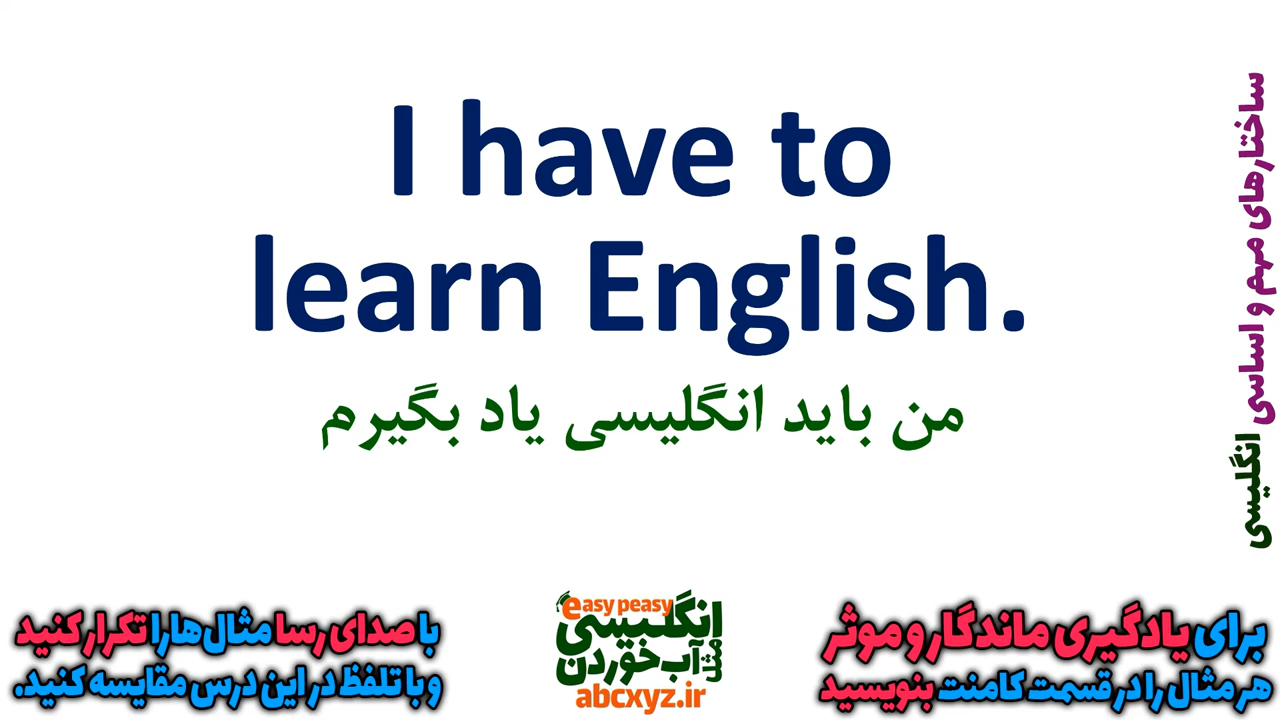 I have to
learn English.
من باید انگلیسی یاد بگیرم
ساختارهای مهم و اساسی انگلیسی
برای یادگیری ماندگار و موثر
هر مثال را در قسمت کامنت بنویسید
easy peasy
انگلیسی
مثل آب خوردن
abcxyz.ir
با صدای رسا مثال‌ها را تکرار کنید
و با تلفظ در این درس مقایسه کنید.